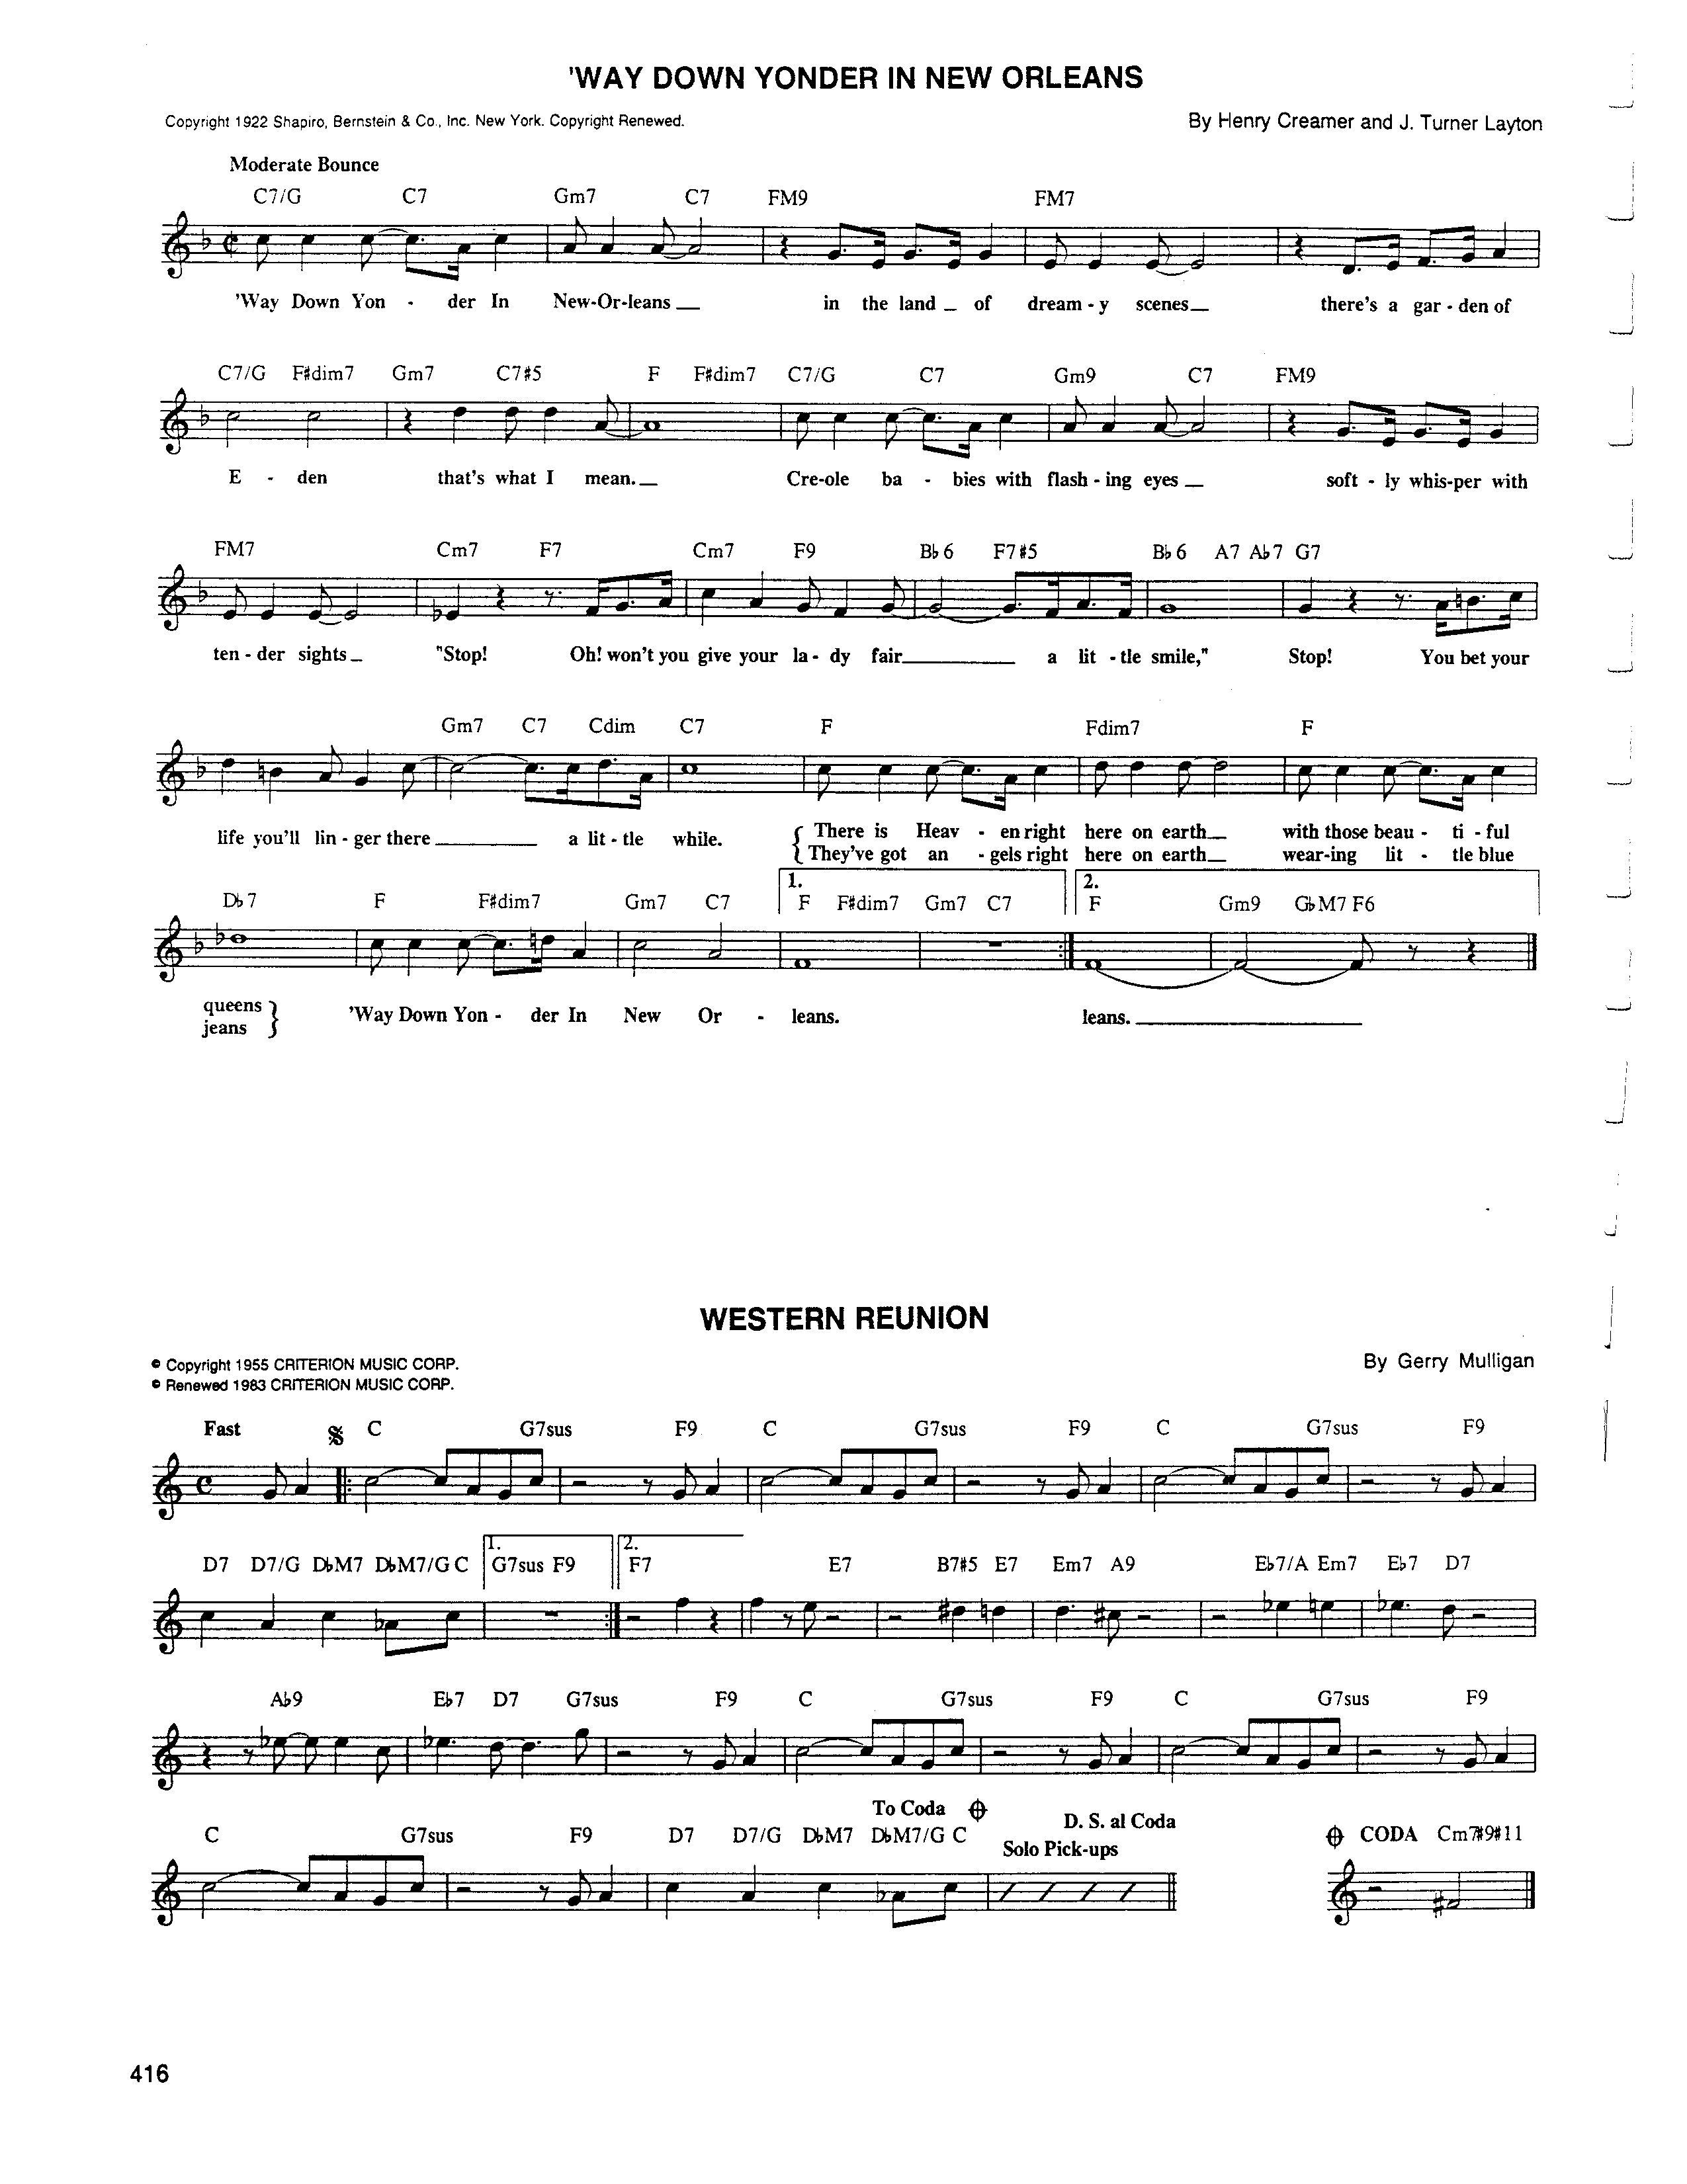 'WAY DOWN YONDER IN NEW ORLEANS
Copyright 1922 Shapiro, Bernstein & Co., Inc. New York. Copyright Renewed.
By Henry Creamer and J. Turner Layton
Moderate Bounce
C7/G C7 Gm7 C7 FM9 FM7
'Way Down Yon - der In New-Or-leans in the land of dream - y scenes there's a gar - den of
C7/G F#dim7 Gm7 C7#5 F F#dim7 C7/G C7 Gm9 C7 FM9
E - den that's what I mean. Cre-ole ba - bies with flash - ing eyes soft - ly whis-per with
FM7 Cm7 F7 Cm7 F9 B♭6 F7#5 B♭6 A7 A♭7 G7
ten - der sights "Stop! Oh! won't you give your la - dy fair a lit - tle smile," Stop! You bet your
Gm7 C7 Cdim C7 F Fdim7 F
life you'll lin - ger there a lit - tle while. There is Heav - en right here on earth with those beau - ti - ful
They've got an - gels right here on earth wear-ing lit - tle blue
1. 2.
D♭7 F F#dim7 Gm7 C7 F F#dim7 Gm7 C7 F Gm9 G♭M7 F6
queens
jeans
'Way Down Yon - der In New Or - leans. leans.
WESTERN REUNION
© Copyright 1955 CRITERION MUSIC CORP.
© Renewed 1983 CRITERION MUSIC CORP.
By Gerry Mulligan
Fast C G7sus F9 C G7sus F9 C G7sus F9
1. 2.
D7 D7/G D♭M7 D♭M7/G C G7sus F9 F7 E7 B7#5 E7 Em7 A9 E♭7/A Em7 E♭7 D7
A♭9 E♭7 D7 G7sus F9 C G7sus F9 C G7sus F9
To Coda D. S. al Coda
C G7sus F9 D7 D7/G D♭M7 D♭M7/G C Solo Pick-ups CODA Cm7#9#11
416